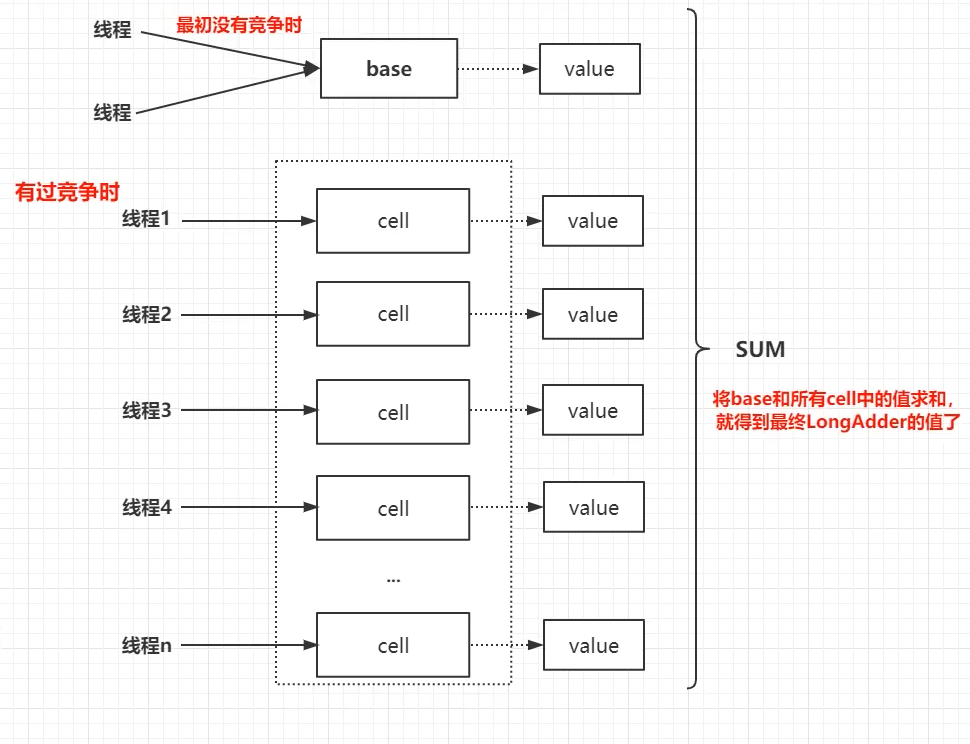 线程
最初没有竞争时
base
value
线程
有过竞争时
线程1
cell
value
线程2
cell
value
SUM
线程3
cell
value
将base和所有cell中的值求和，
就得到最终LongAdder的值了
线程4
cell
value
...
线程n
cell
value